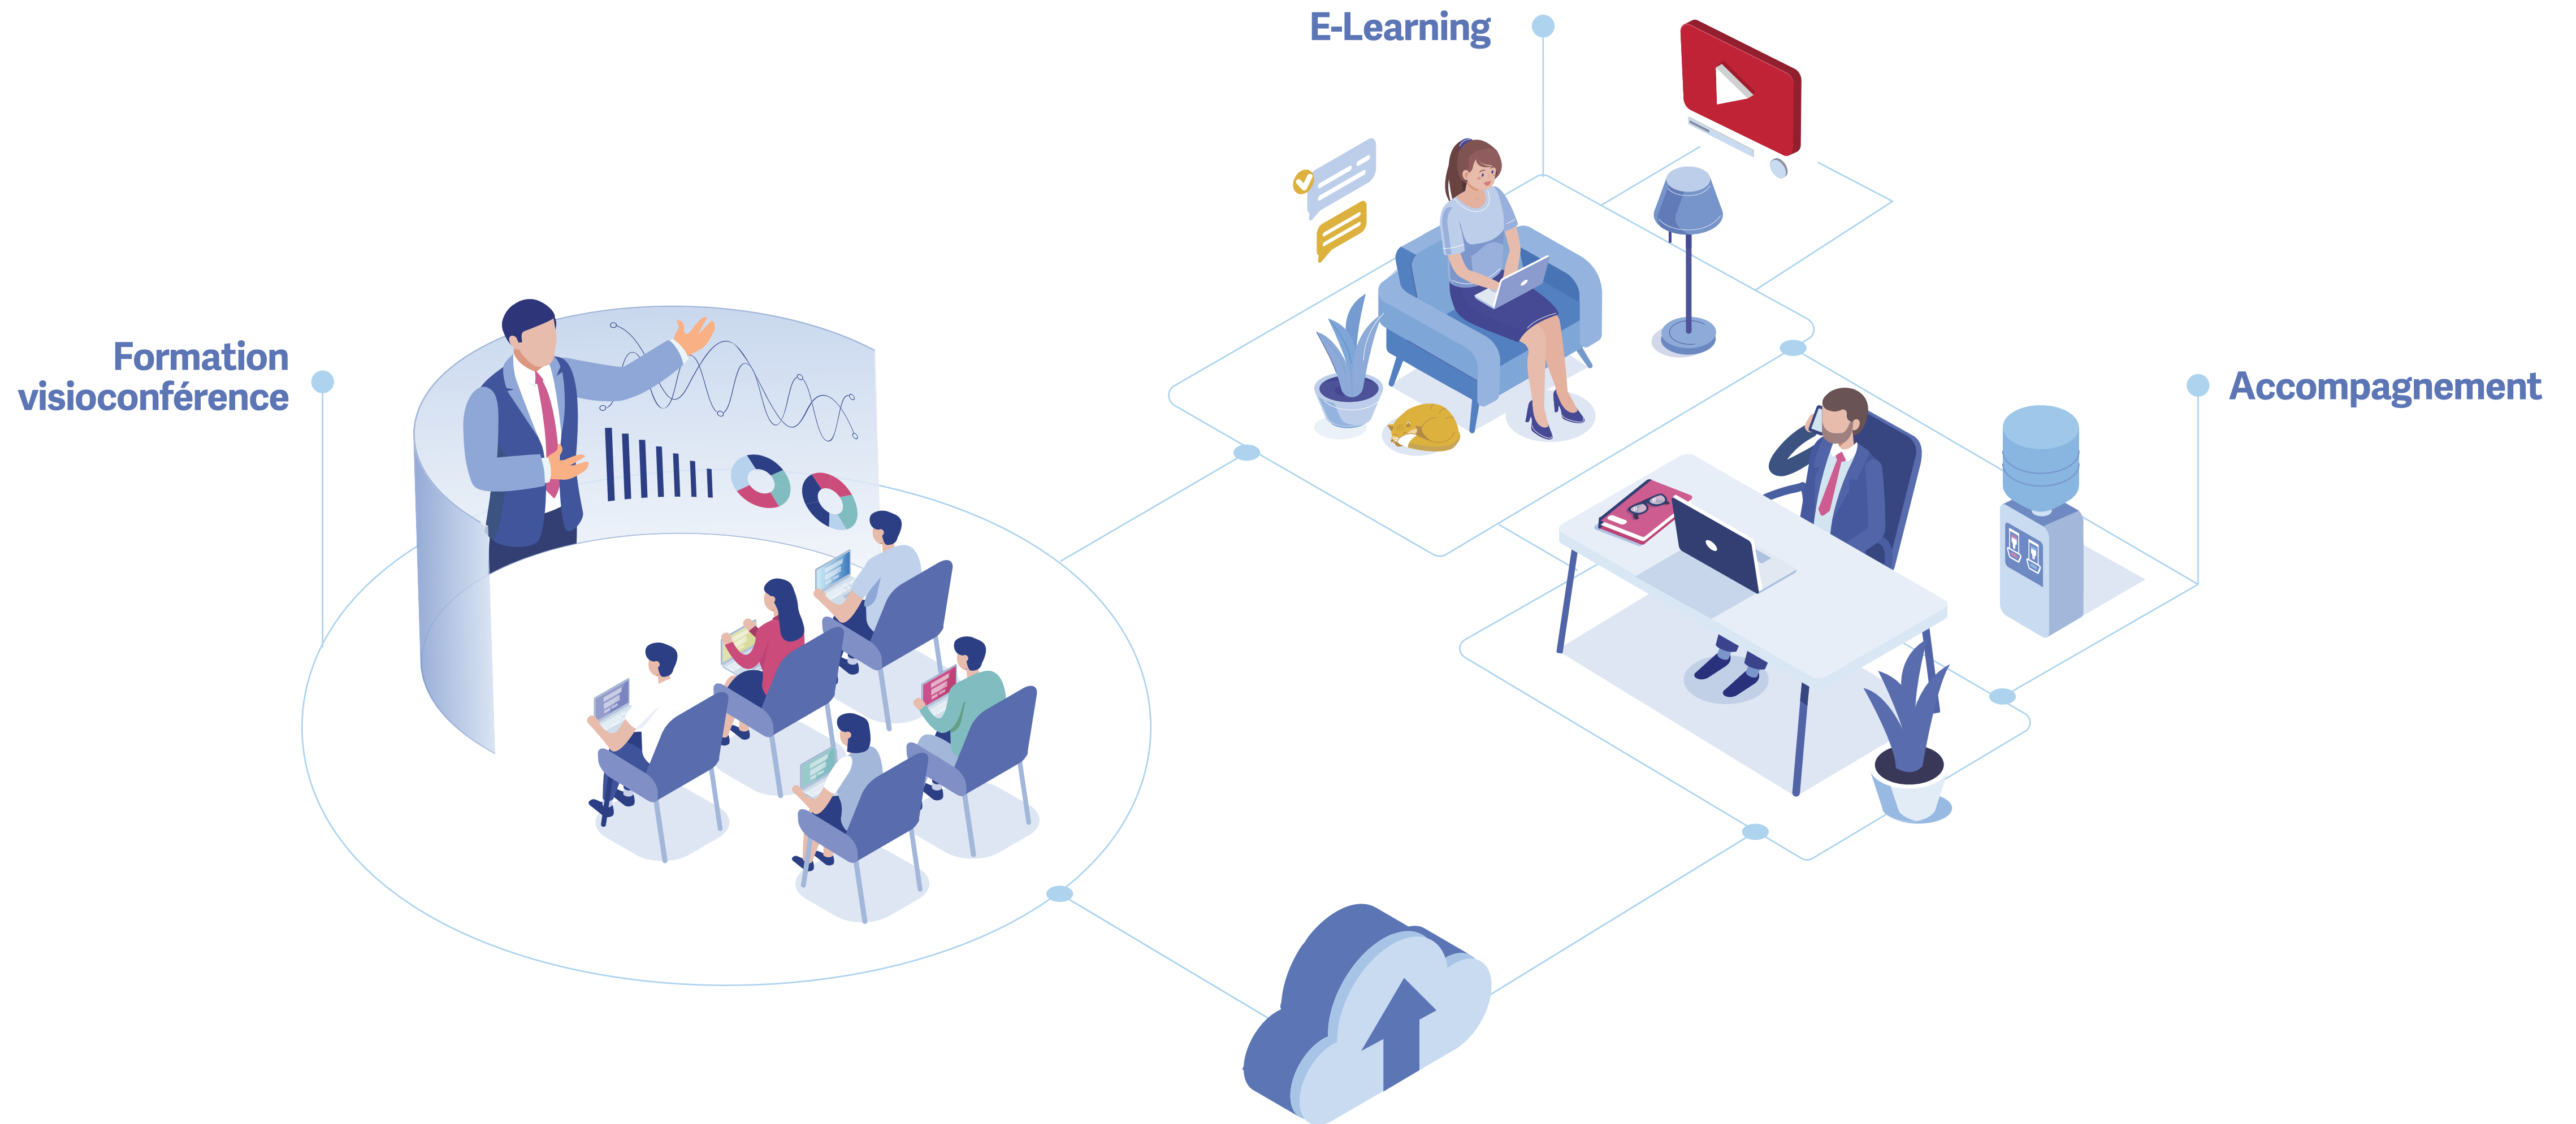 E-Learning
Formation
visioconférence
Accompagnement